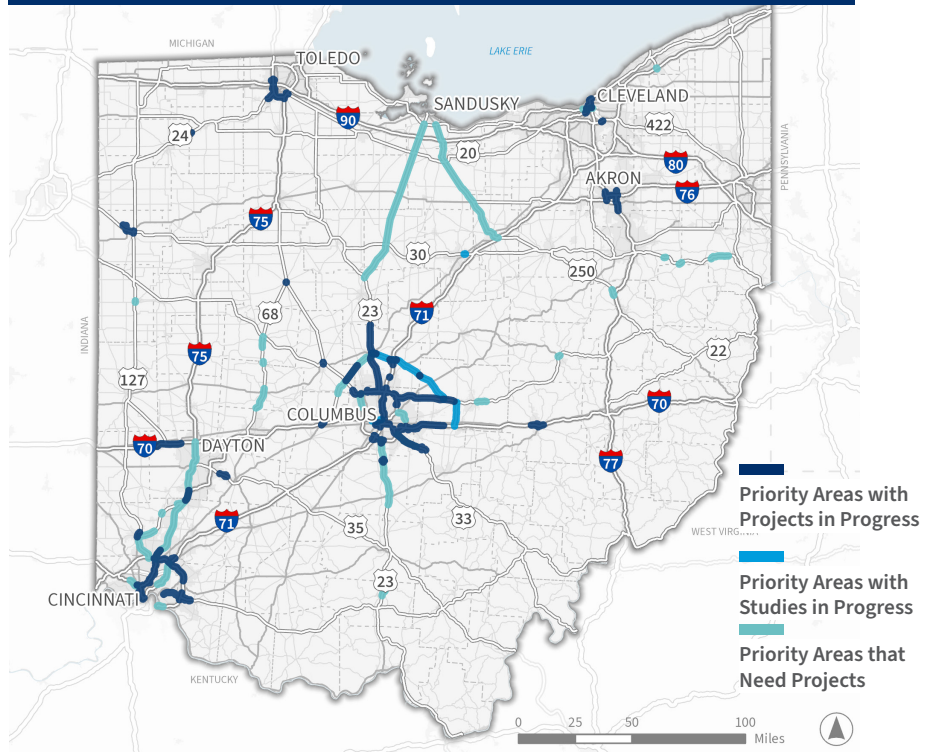 MICHIGAN
TOLEDO
LAKE ERIE
SANDUSKY
CLEVELAND
90
24
20
422
80
AKRON
76
PENNSYLVANIA
75
30
250
68
23
71
INDIANA
75
22
127
70
COLUMBUS
70
DAYTON
77
71
35
33
WEST VIRGINIA
23
CINCINNATI
KENTUCKY
Priority Areas with
Projects in Progress
Priority Areas with
Studies in Progress
Priority Areas that
Need Projects
0 25 50 100
Miles